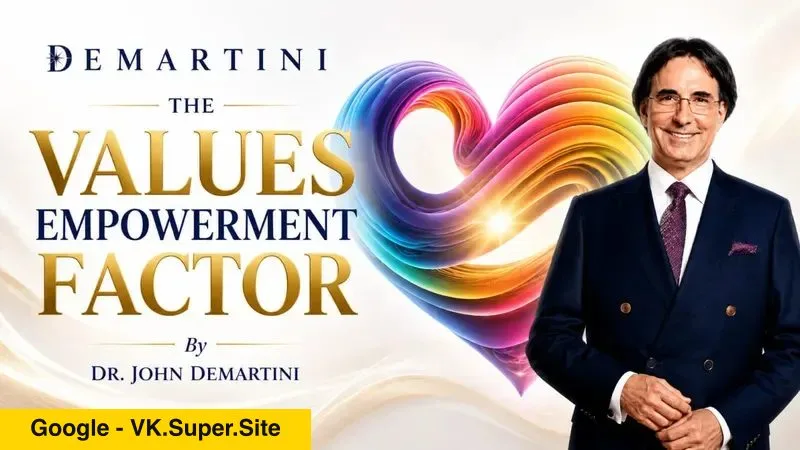 DEMARTINI
THE
VALUES
EMPOWERMENT
FACTOR
By
DR. JOHN DEMARTINI
Google - VK.Super.Site